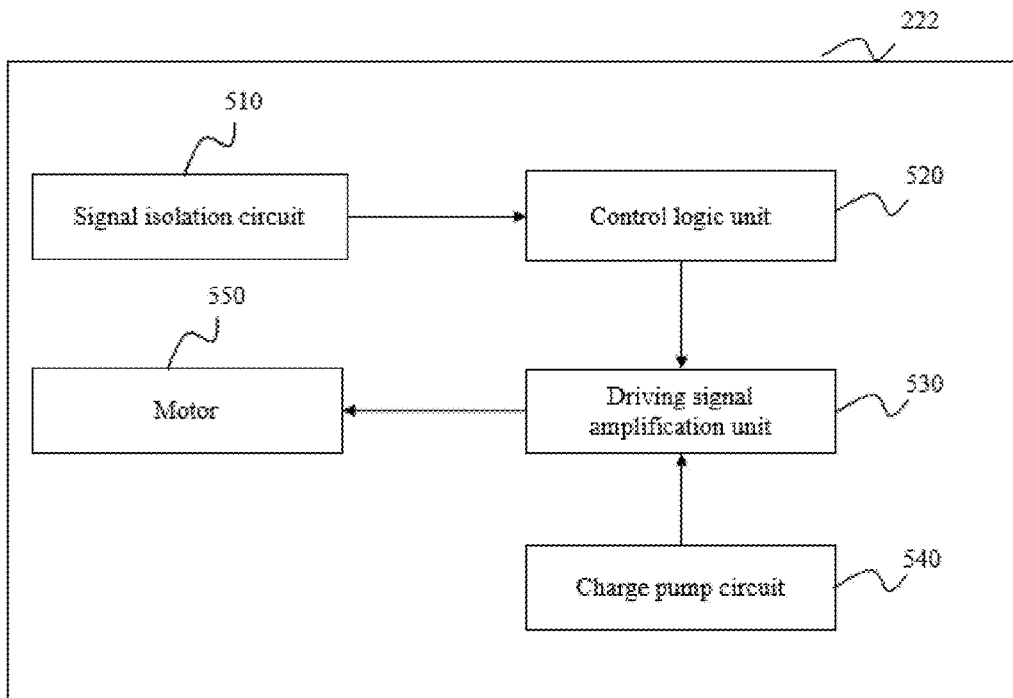 222
510
Signal isolation circuit
520
Control logic unit
550
Motor
530
Driving signal
amplification unit
540
Charge pump circuit